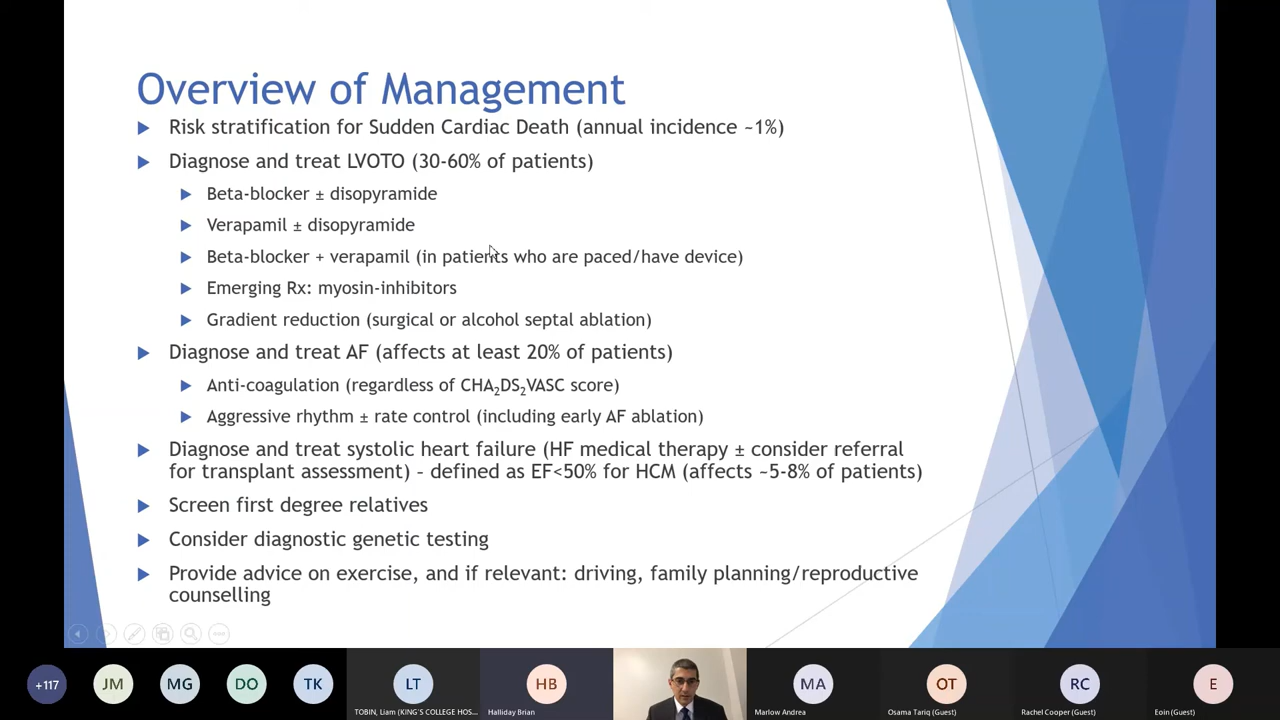 Overview of Management
Risk stratification for Sudden Cardiac Death (annual incidence ~1%)
Diagnose and treat LVOTO (30-60% of patients)
Beta-blocker ± disopyramide
Verapamil ± disopyramide
Beta-blocker + verapamil (in patients who are paced/have device)
Emerging Rx: myosin-inhibitors
Gradient reduction (surgical or alcohol septal ablation)
Diagnose and treat AF (affects at least 20% of patients)
Anti-coagulation (regardless of CHA₂DS₂VASC score)
Aggressive rhythm ± rate control (including early AF ablation)
Diagnose and treat systolic heart failure (HF medical therapy ± consider referral
for transplant assessment) – defined as EF<50% for HCM (affects ~5-8% of patients)
Screen first degree relatives
Consider diagnostic genetic testing
Provide advice on exercise, and if relevant: driving, family planning/reproductive
counselling
+117 JM MG DO TK LT HB MA OT RC E
TOBIN, Liam (KING'S COLLEGE HOS... Halliday Brian Marlow Andrea Osama Tariq (Guest) Rachel Cooper (Guest) Eoin (Guest)